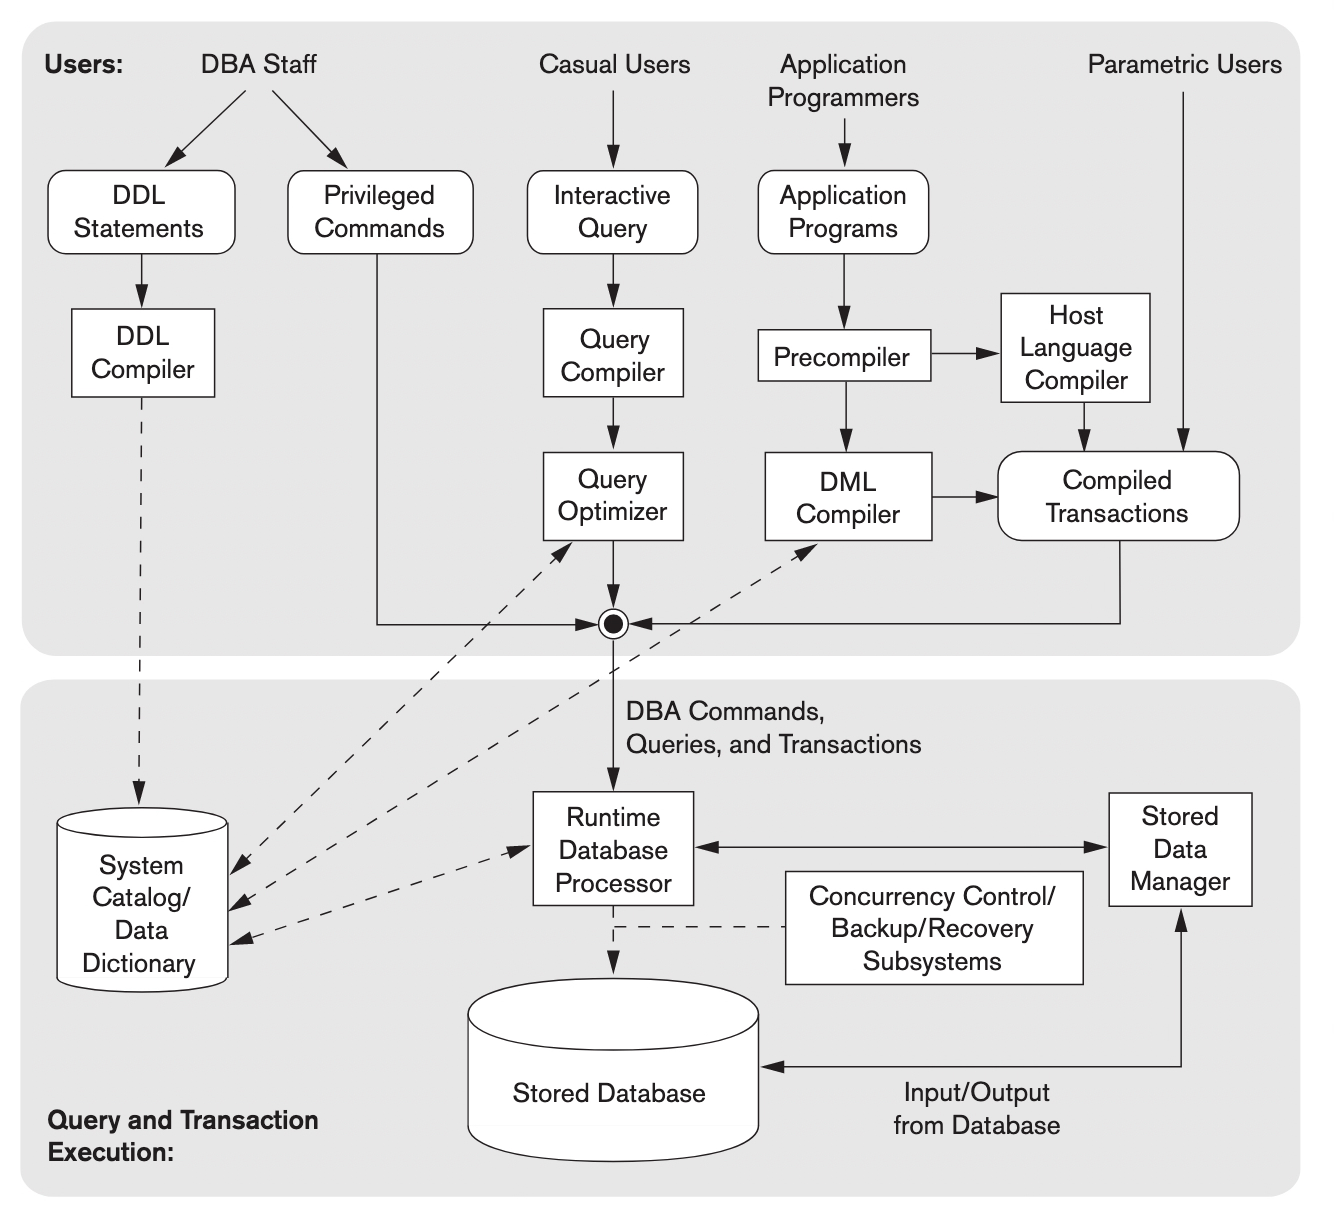 Users:
DBA Staff
Casual Users
Application
Programmers
Parametric Users
DDL
Statements
Privileged
Commands
Interactive
Query
Application
Programs
DDL
Compiler
Query
Compiler
Precompiler
Host
Language
Compiler
Query
Optimizer
DML
Compiler
Compiled
Transactions
DBA Commands,
Queries, and Transactions
System
Catalog/
Data
Dictionary
Runtime
Database
Processor
Stored
Data
Manager
Concurrency Control/
Backup/Recovery
Subsystems
Stored Database
Input/Output
from Database
Query and Transaction
Execution: